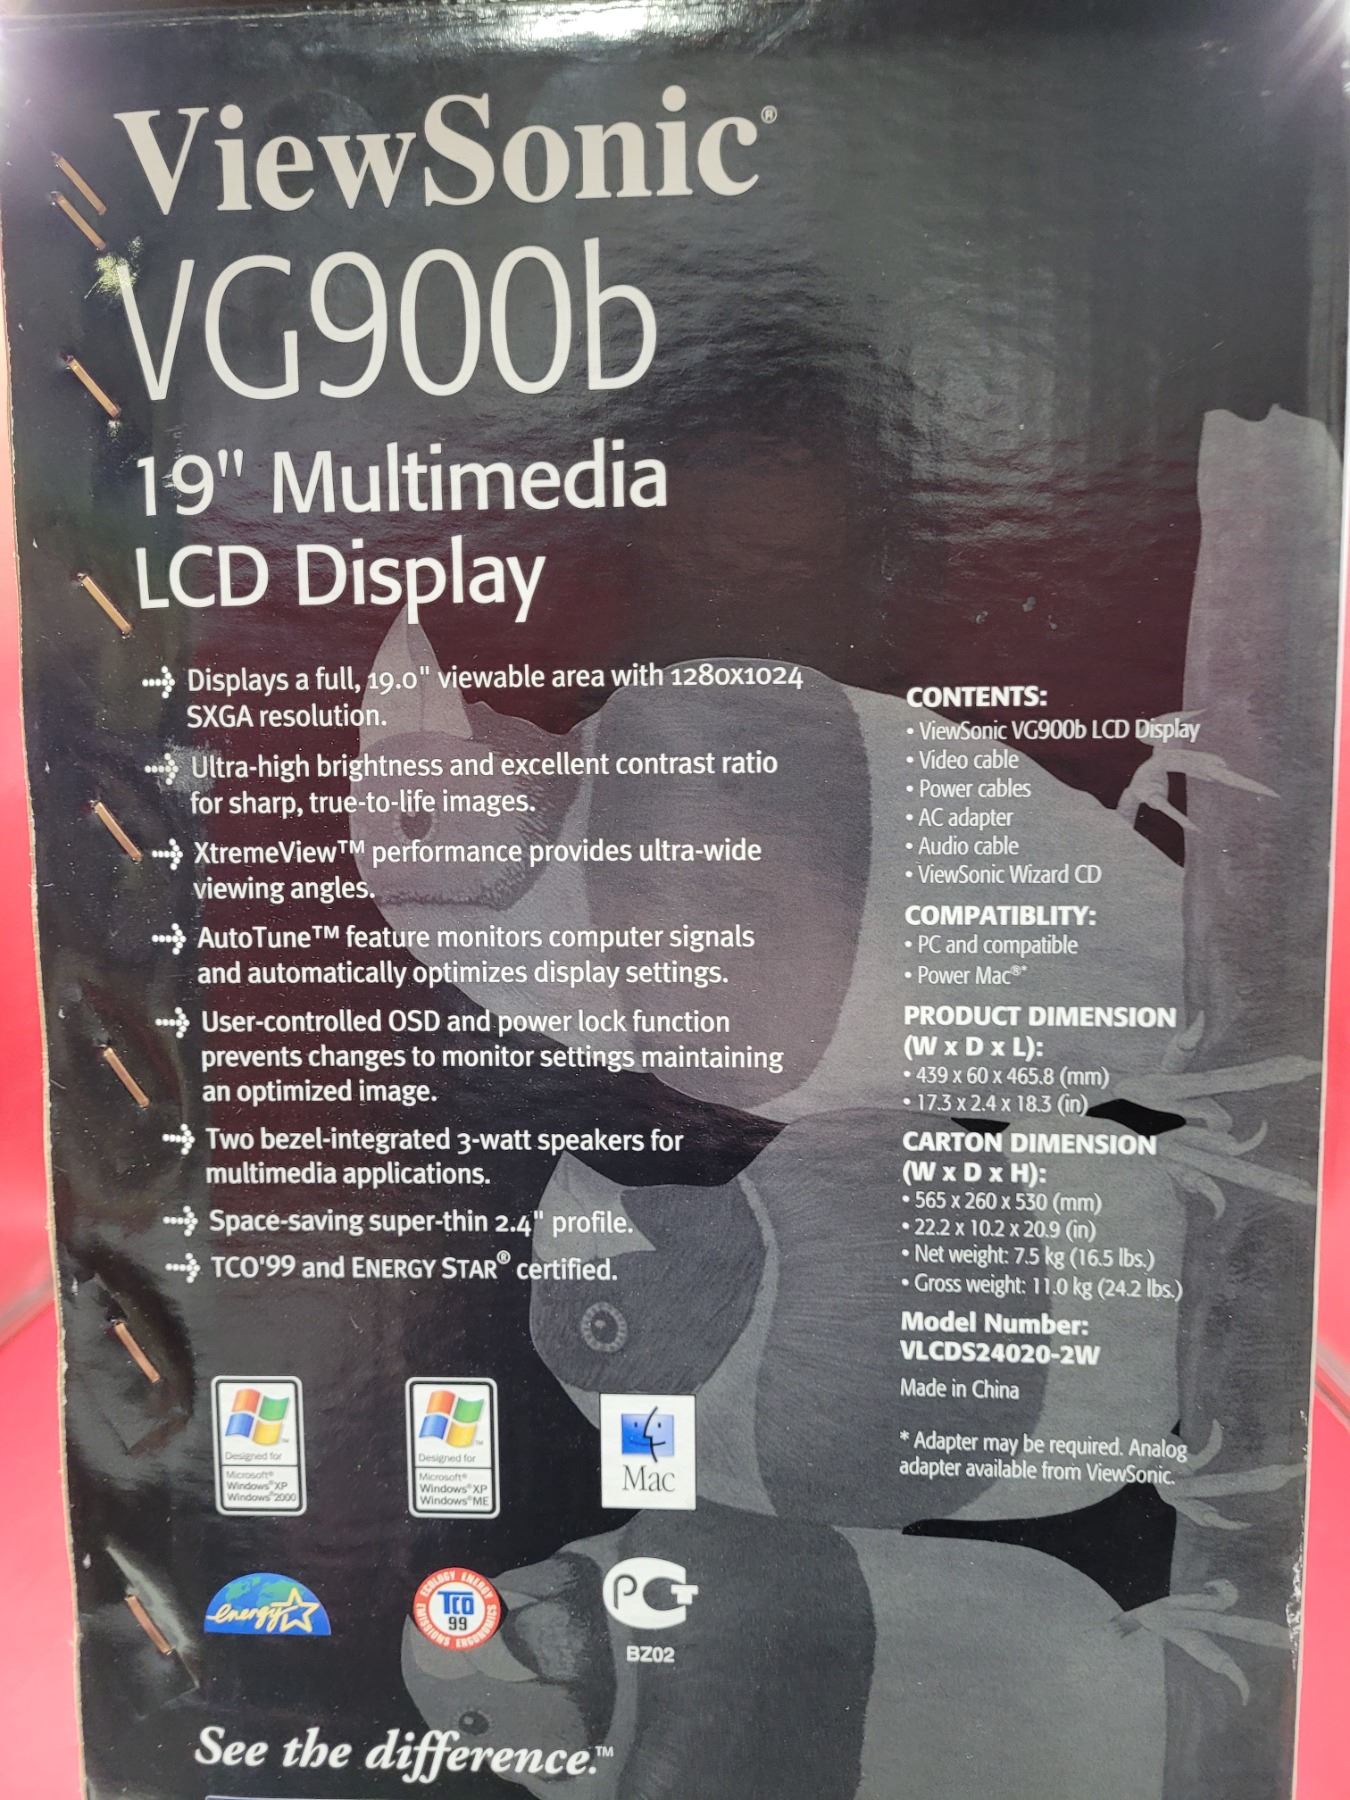 ViewSonic®
VG900b
19" Multimedia
LCD Display
Displays a full, 19.0" viewable area with 1280x1024
SXGA resolution.
Ultra-high brightness and excellent contrast ratio
for sharp, true-to-life images.
XtremeView™ performance provides ultra-wide
viewing angles.
AutoTune™ feature monitors computer signals
and automatically optimizes display settings.
User-controlled OSD and power lock function
prevents changes to monitor settings maintaining
an optimized image.
Two bezel-integrated 3-watt speakers for
multimedia applications.
Space-saving super-thin 2.4" profile.
TCO'99 and ENERGY STAR® certified.
CONTENTS:
• ViewSonic VG900b LCD Display
• Video cable
• Power cables
• AC adapter
• Audio cable
• ViewSonic Wizard CD
COMPATIBLITY:
• PC and compatible
• Power Mac®*
PRODUCT DIMENSION
(W x D x L):
• 439 x 60 x 465.8 (mm)
• 17.3 x 2.4 x 18.3 (in)
CARTON DIMENSION
(W x D x H):
• 565 x 260 x 530 (mm)
• 22.2 x 10.2 x 20.9 (in)
• Net weight: 7.5 kg (16.5 lbs.)
• Gross weight: 11.0 kg (24.2 lbs.)
Model Number:
VLCDS24020-2W
Made in China
* Adapter may be required. Analog
adapter available from ViewSonic.
Designed for
Microsoft®
Windows®XP
Windows®2000
Designed for
Microsoft®
Windows®XP
Windows®ME
Mac
energy
ECOLOGY ENERGY
TCO
99
EMISSIONS ERGONOMICS
PCT
BZ02
See the difference.™